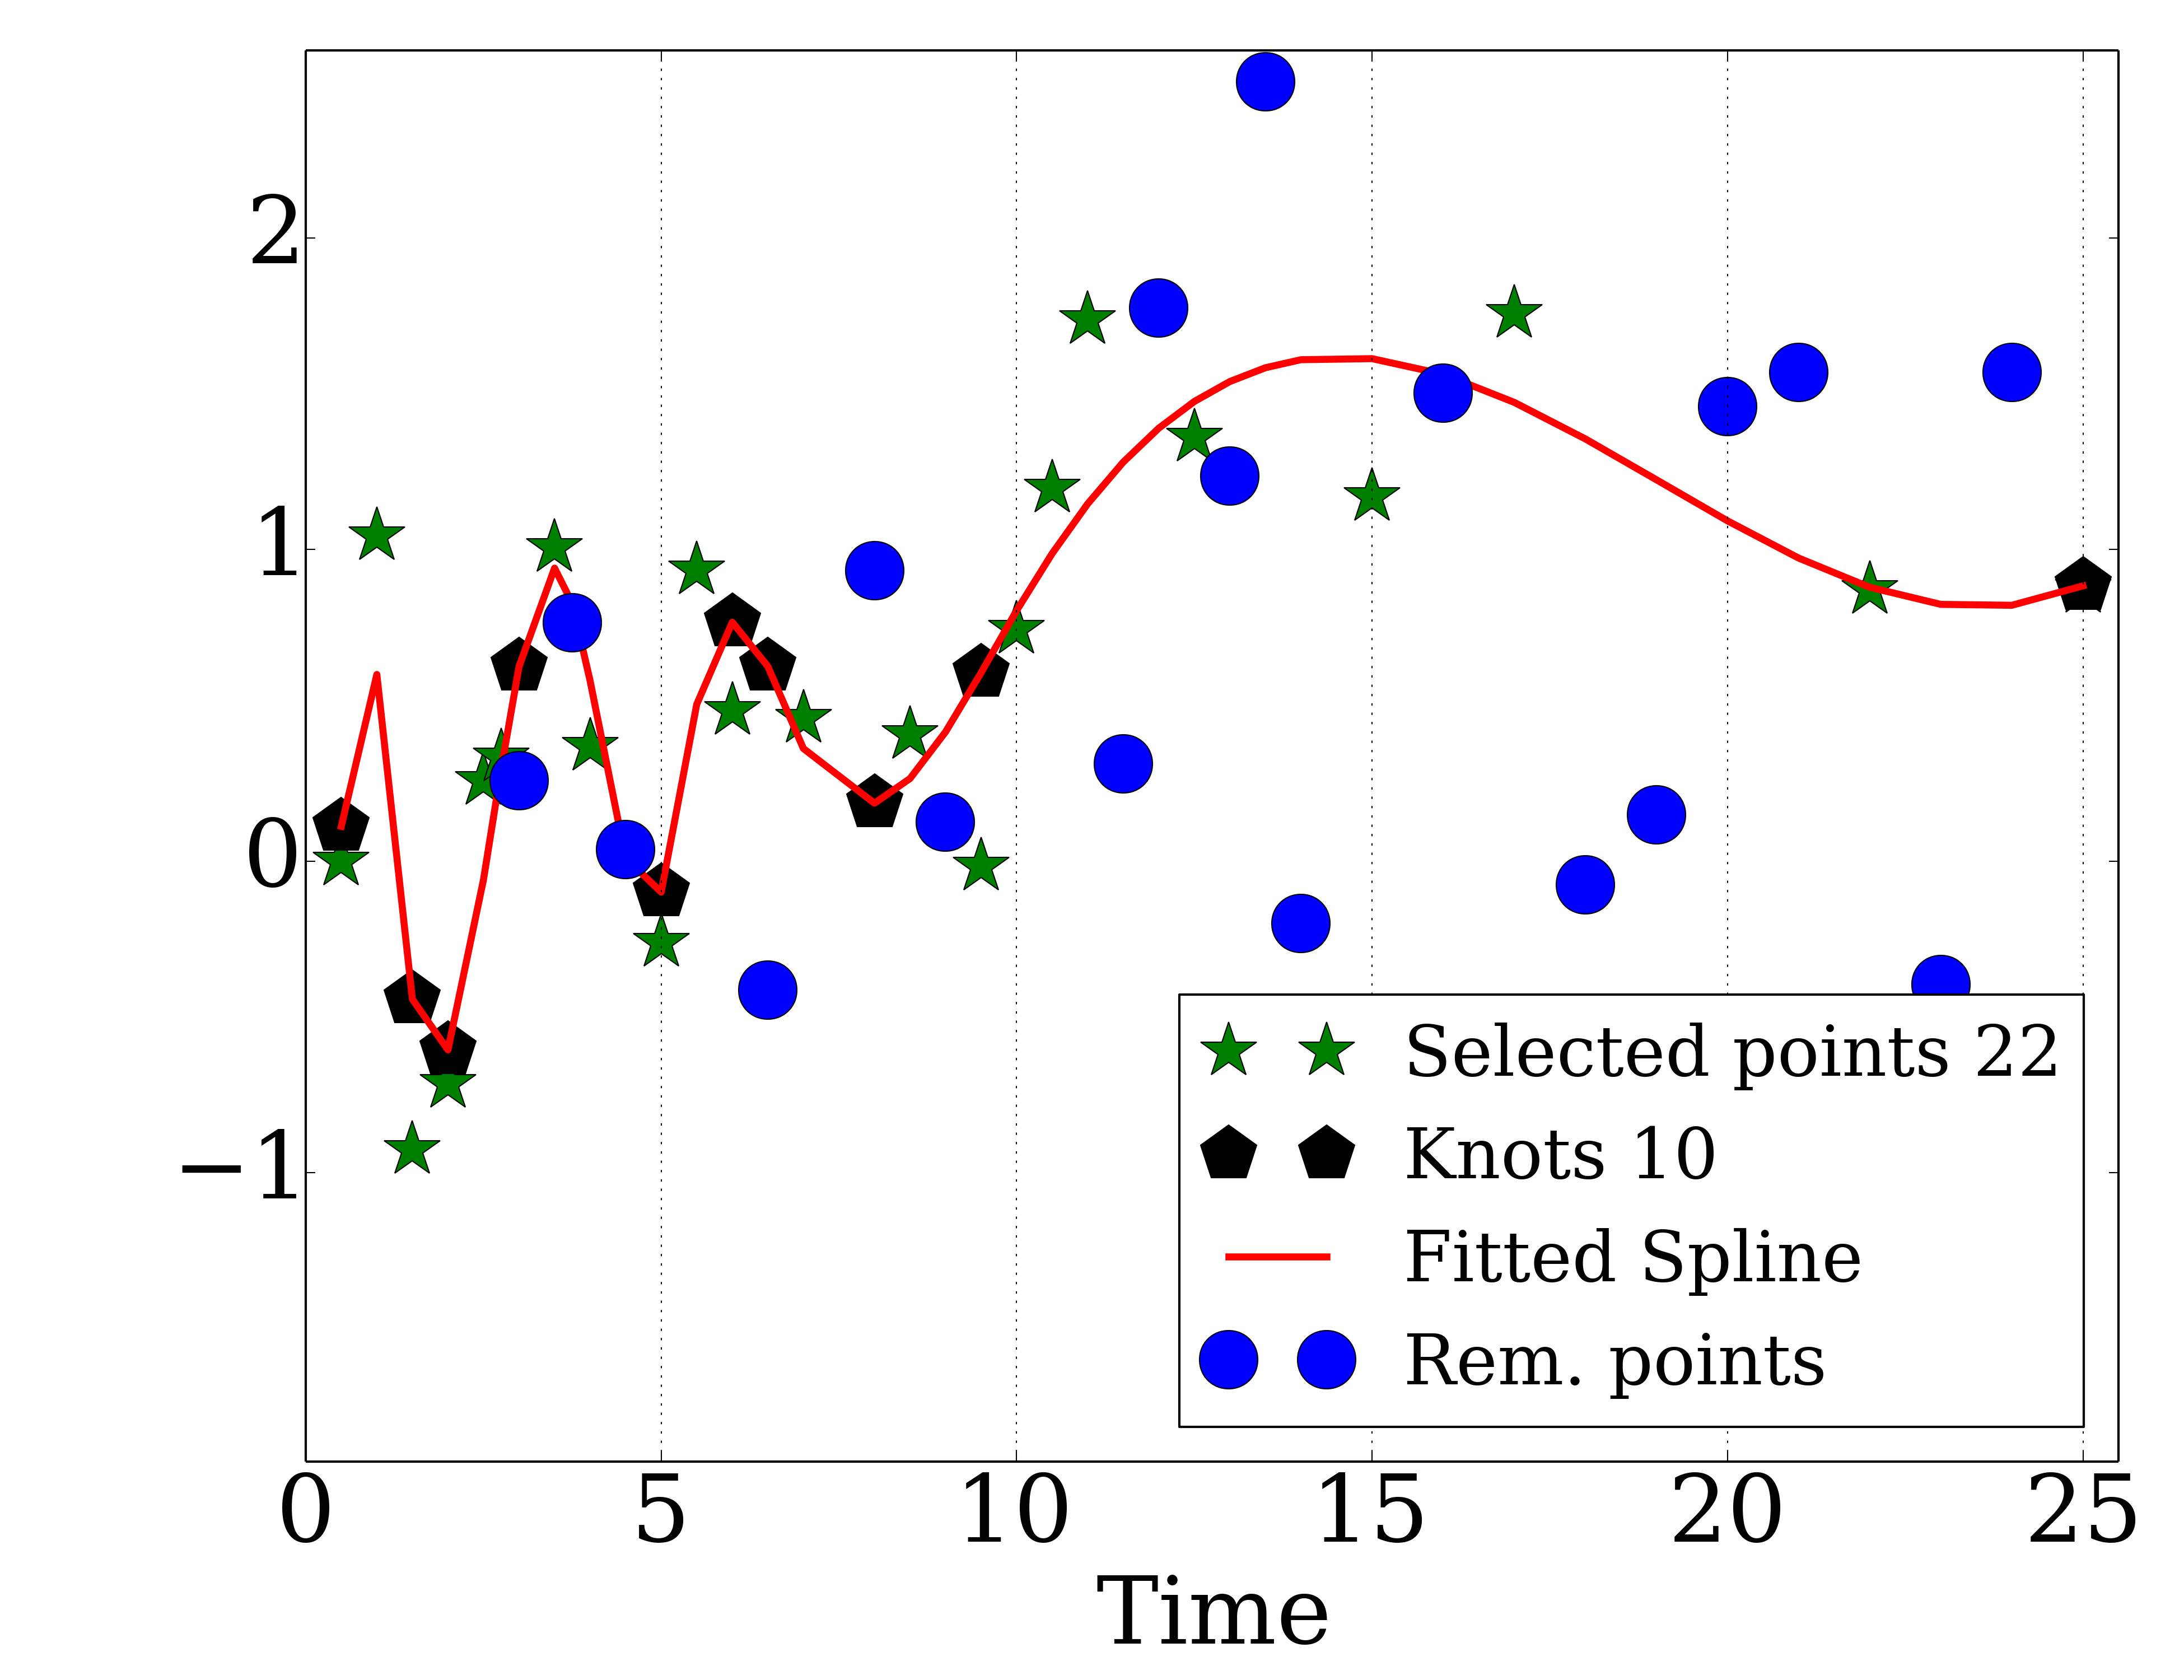 2
1
0
−1
Selected points 22
Knots 10
Fitted Spline
Rem. points
0 5 10 15 20 25
Time